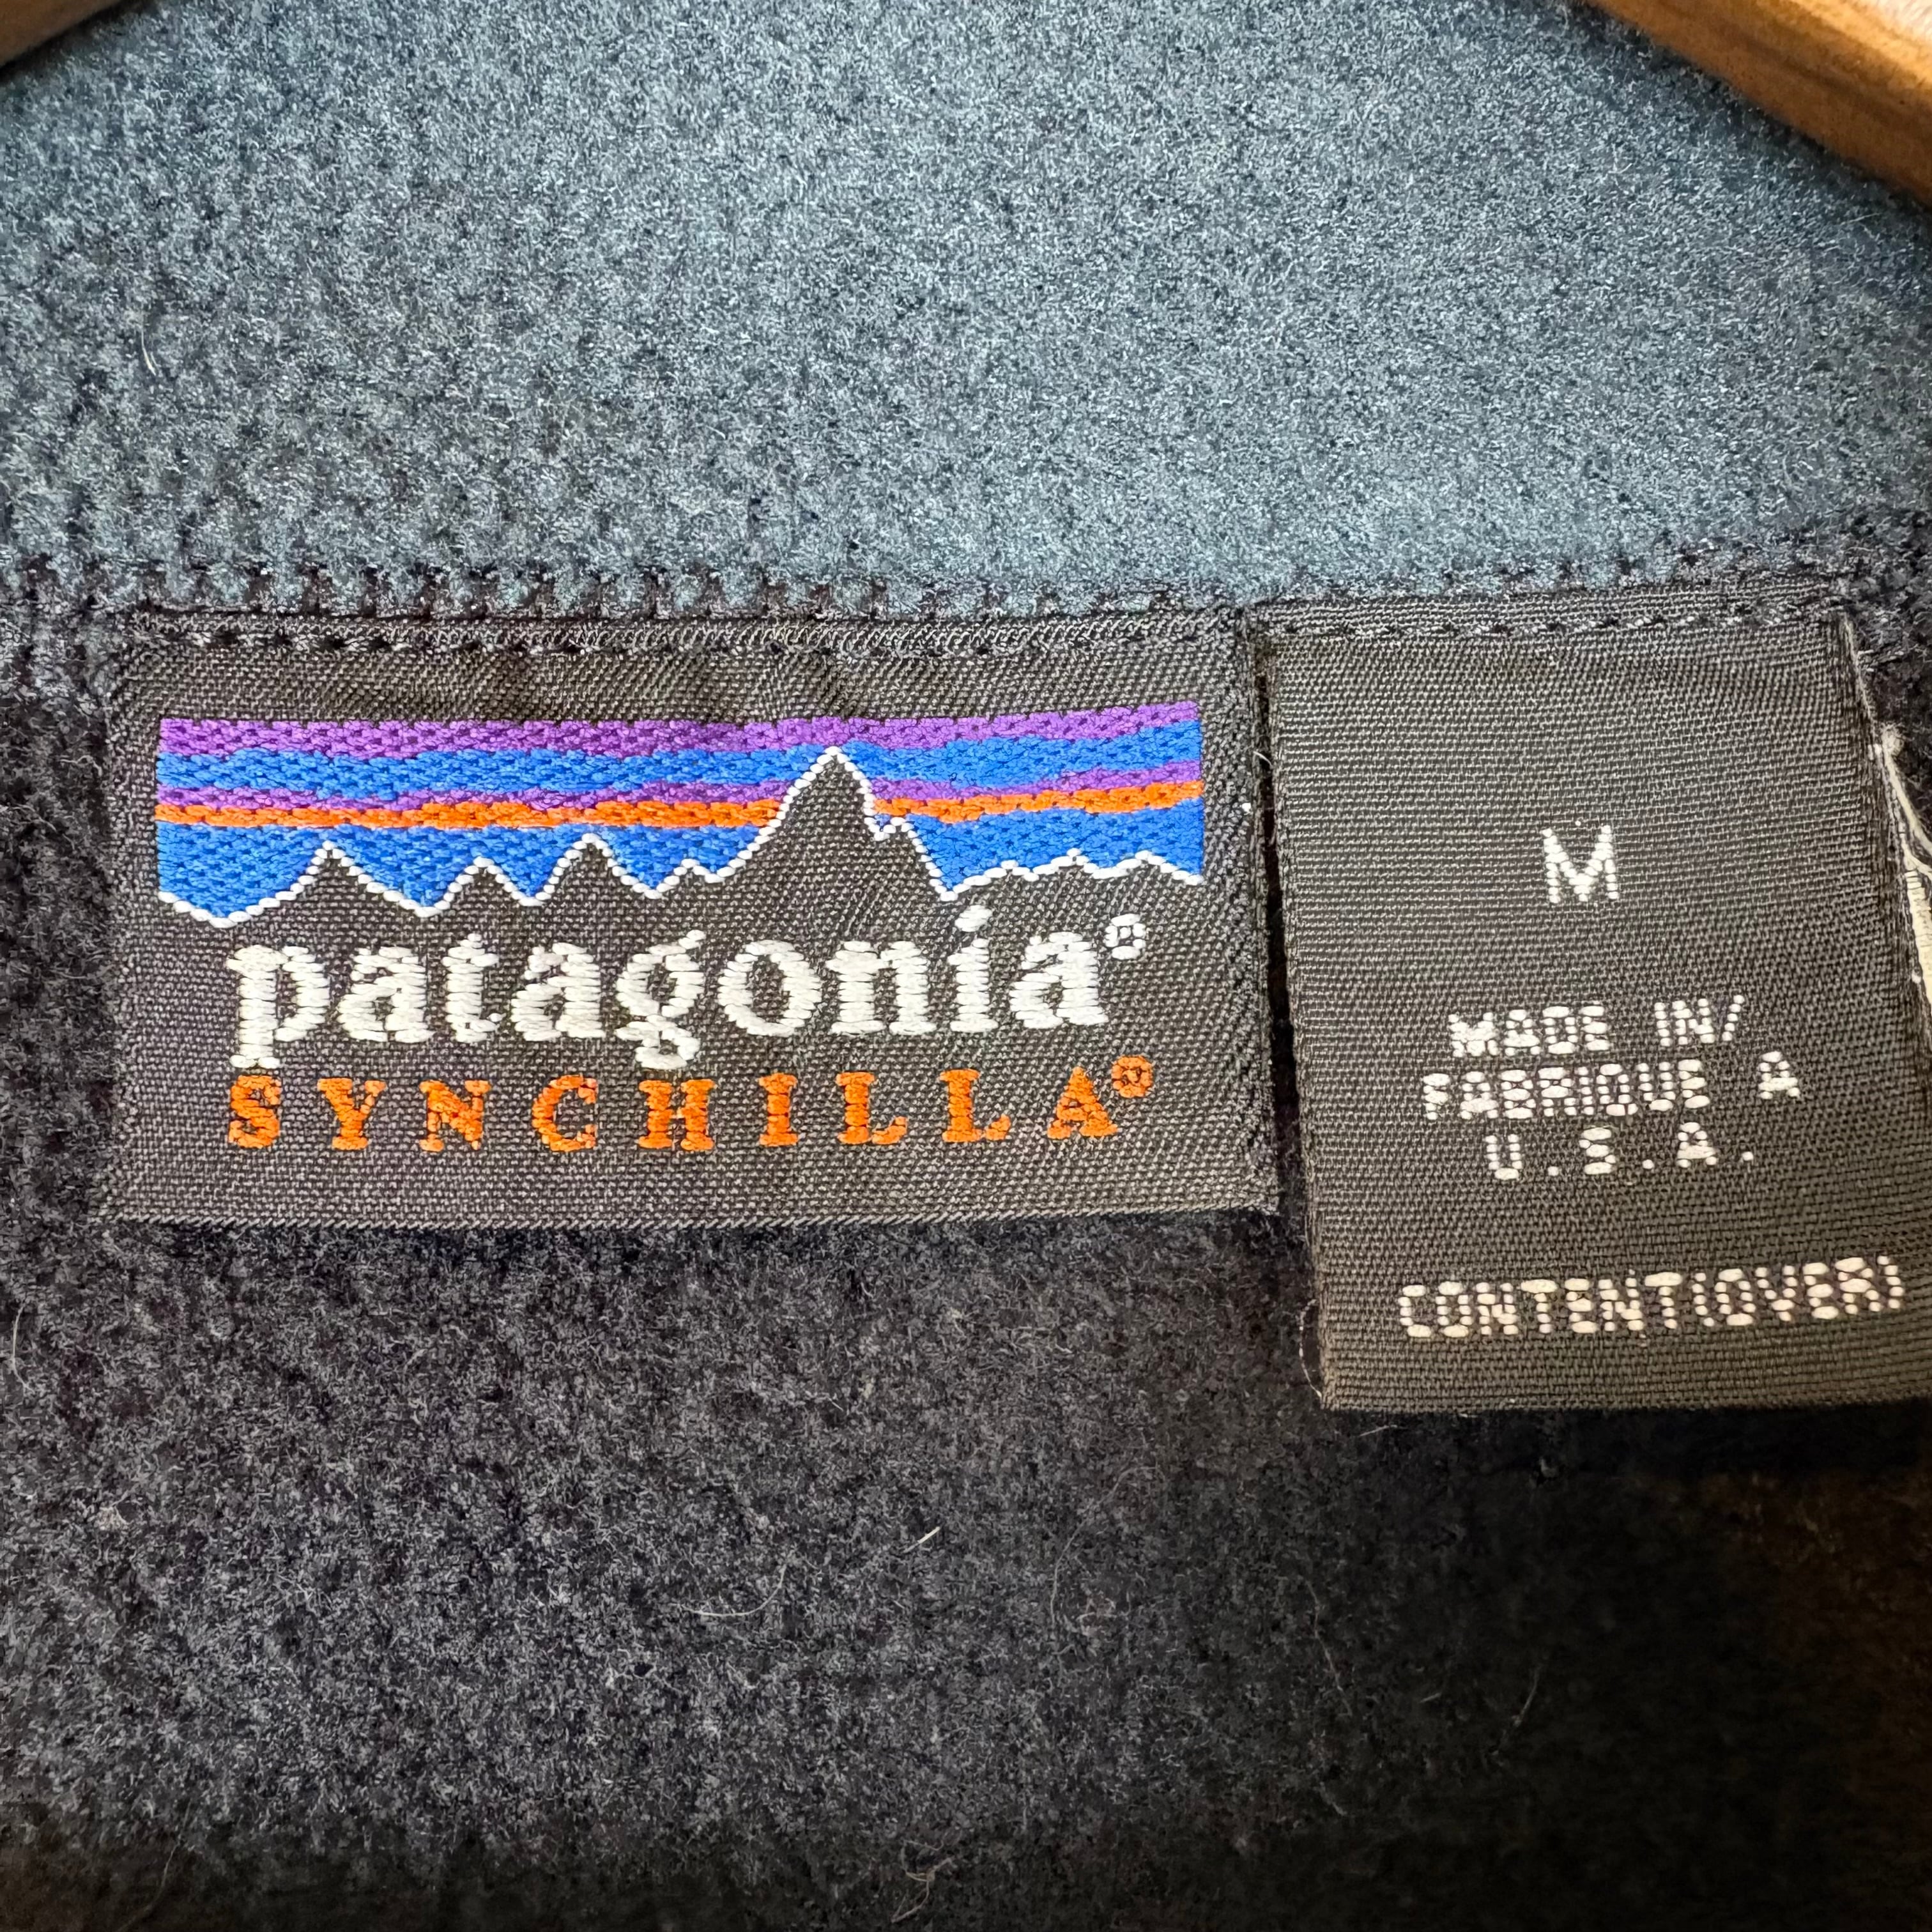 patagonia®
SYNCHILLA®
M
MADE IN/
FABRIQUE A
U.S.A.
CONTENT(OVER)